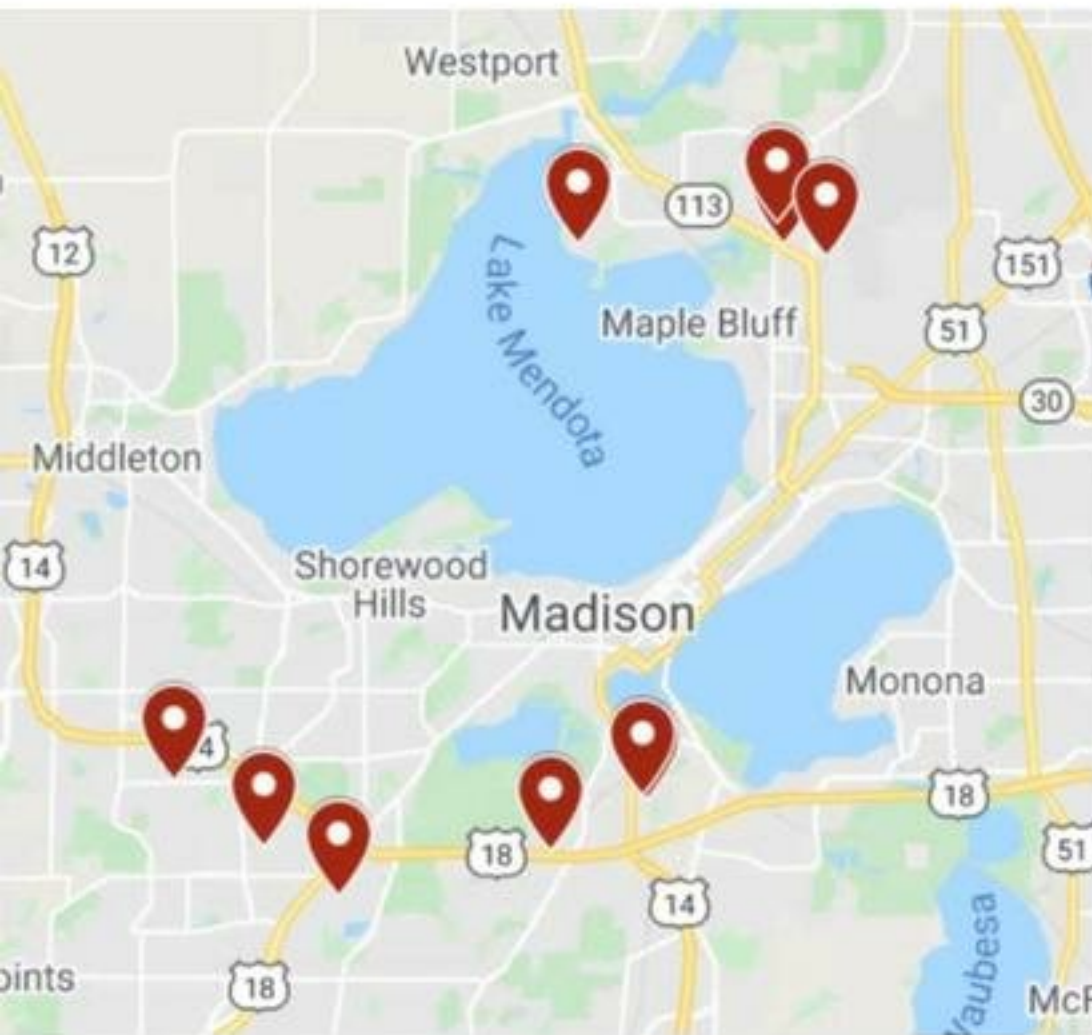 Westport
113
12
151
Lake Mendota
Maple Bluff
51
30
Middleton
14
Shorewood
Hills
Madison
Monona
4
18
18
51
14
oints
18
Waubesa
McF